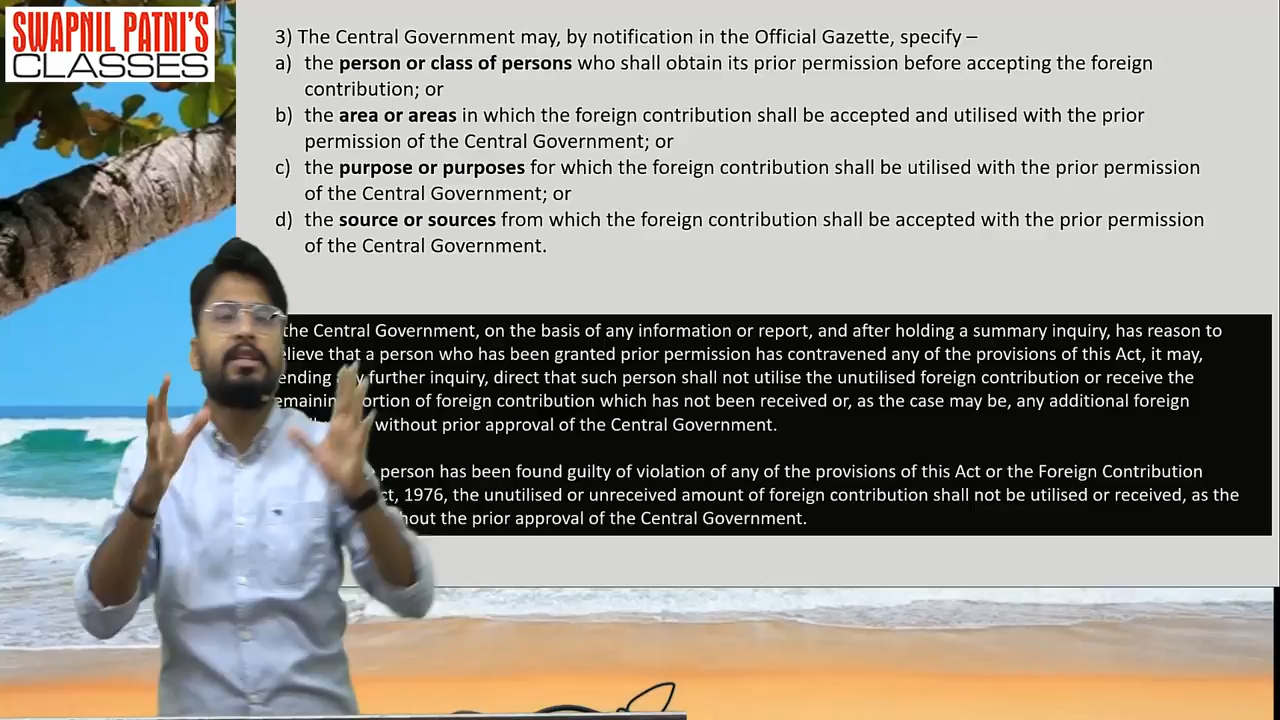 SWAPNIL PATNI'S
CLASSES
3) The Central Government may, by notification in the Official Gazette, specify –
a) the person or class of persons who shall obtain its prior permission before accepting the foreign
contribution; or
b) the area or areas in which the foreign contribution shall be accepted and utilised with the prior
permission of the Central Government; or
c) the purpose or purposes for which the foreign contribution shall be utilised with the prior permission
of the Central Government; or
d) the source or sources from which the foreign contribution shall be accepted with the prior permission
of the Central Government.
the Central Government, on the basis of any information or report, and after holding a summary inquiry, has reason to
elieve that a person who has been granted prior permission has contravened any of the provisions of this Act, it may,
ending any further inquiry, direct that such person shall not utilise the unutilised foreign contribution or receive the
emaining portion of foreign contribution which has not been received or, as the case may be, any additional foreign
without prior approval of the Central Government.
person has been found guilty of violation of any of the provisions of this Act or the Foreign Contribution
ct, 1976, the unutilised or unreceived amount of foreign contribution shall not be utilised or received, as the
hout the prior approval of the Central Government.